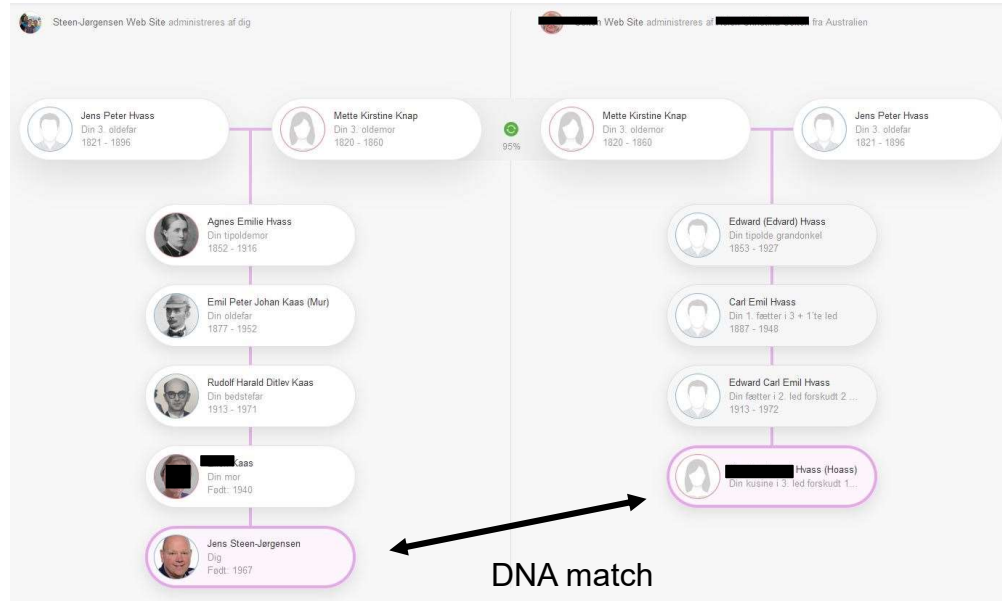 Steen-Jørgensen Web Site administreres af dig
Web Site administreres af fra Australien
Jens Peter Hvass
Din 3. oldefar
1821 - 1896
Mette Kirstine Knap
Din 3. oldemor
1820 - 1860
95%
Mette Kirstine Knap
Din 3. oldemor
1820 - 1860
Jens Peter Hvass
Din 3. oldefar
1821 - 1896
Agnes Emilie Hvass
Din tipoldemor
1852 - 1916
Edward (Edvard) Hvass
Din tipolde grandonkel
1853 - 1927
Emil Peter Johan Kaas (Mur)
Din oldefar
1877 - 1952
Carl Emil Hvass
Din 1. fætter i 3 + 1'te led
1887 - 1948
Rudolf Harald Ditlev Kaas
Din bedstefar
1913 - 1971
Edward Carl Emil Hvass
Din fætter i 2. led forskudt 2 ...
1913 - 1972
Kaas
Din mor
Født: 1940
Hvass (Hoass)
Din kusine i 3. led forskudt 1...
Jens Steen-Jørgensen
Dig
Født: 1967
DNA match